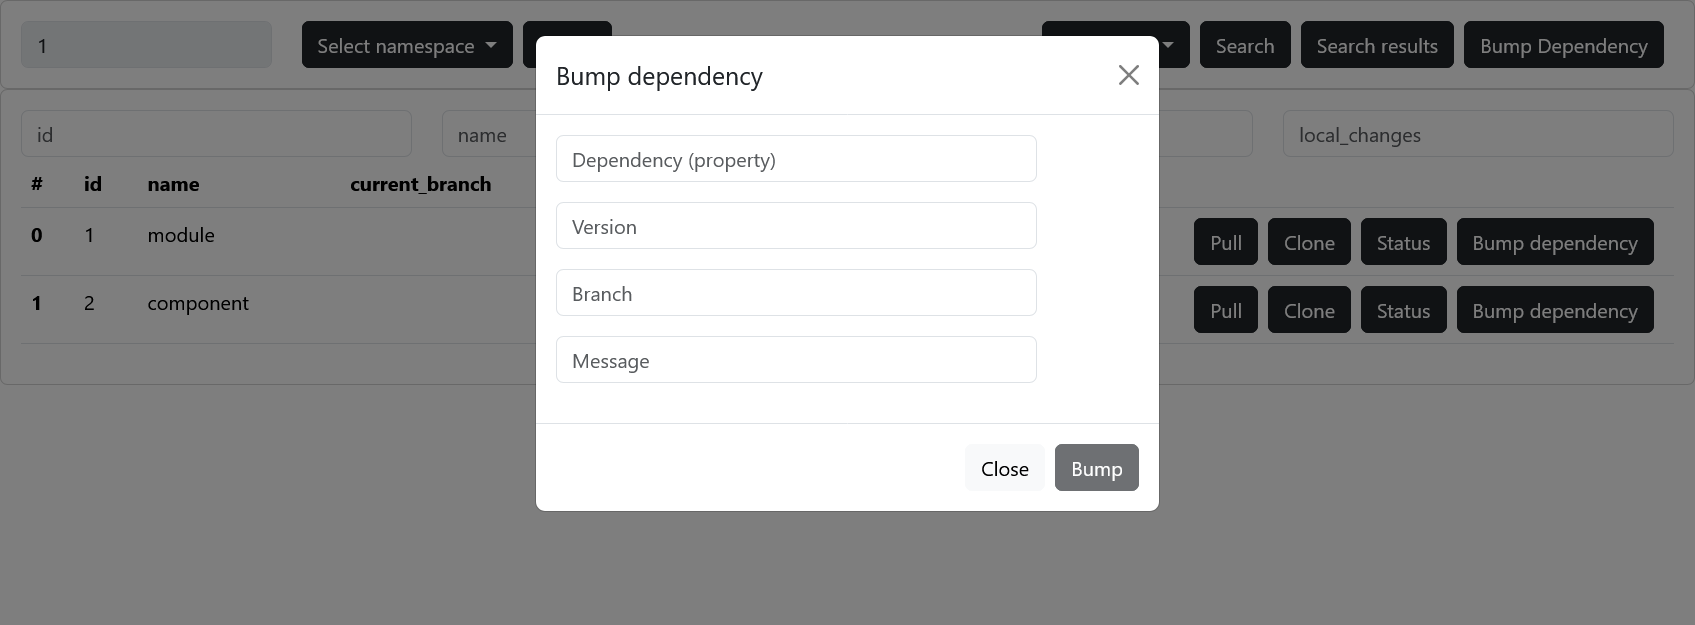 1 Select namespace Search Search results Bump Dependency
Bump dependency
id name local_changes
Dependency (property)
# id name current_branch
Version
0 1 module Pull Clone Status Bump dependency
Branch
1 2 component Pull Clone Status Bump dependency
Message
Close Bump